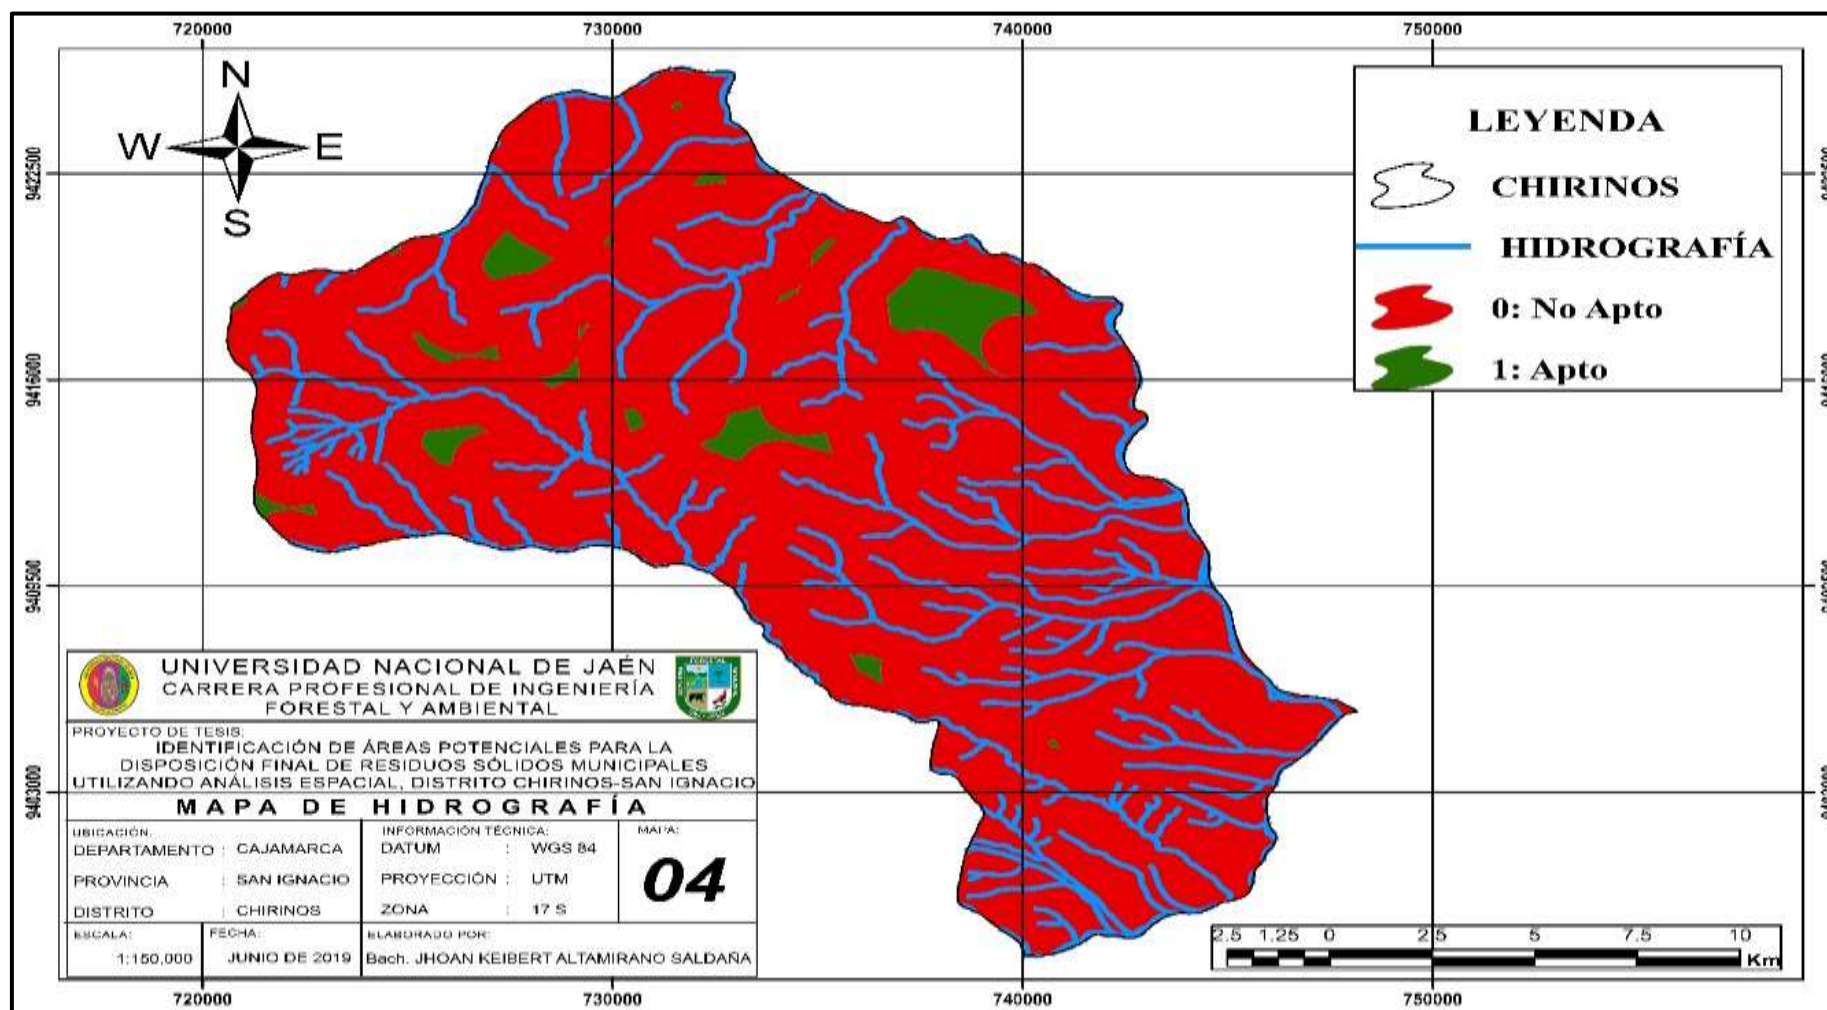 720000 730000 740000 750000
N
W E
S
9422500
9416000
9409500
9403000
LEYENDA
CHIRINOS
HIDROGRAFÍA
0: No Apto
1: Apto
UNIVERSIDAD NACIONAL DE JAÉN
CARRERA PROFESIONAL DE INGENIERÍA
FORESTAL Y AMBIENTAL
PROYECTO DE TESIS:
IDENTIFICACIÓN DE ÁREAS POTENCIALES PARA LA
DISPOSICIÓN FINAL DE RESIDUOS SÓLIDOS MUNICIPALES
UTILIZANDO ANÁLISIS ESPACIAL, DISTRITO CHIRINOS-SAN IGNACIO
MAPA DE HIDROGRAFÍA
UBICACIÓN:
DEPARTAMENTO : CAJAMARCA
PROVINCIA : SAN IGNACIO
DISTRITO : CHIRINOS
INFORMACIÓN TÉCNICA:
DATUM : WGS 84
PROYECCIÓN : UTM
ZONA : 17 S
MAPA:
04
ESCALA:
1:150,000
FECHA:
JUNIO DE 2019
ELABORADO POR:
Bach. JHOAN KEIBERT ALTAMIRANO SALDAÑA
2.5 1.25 0 2.5 5 7.5 10
Km
720000 730000 740000 750000